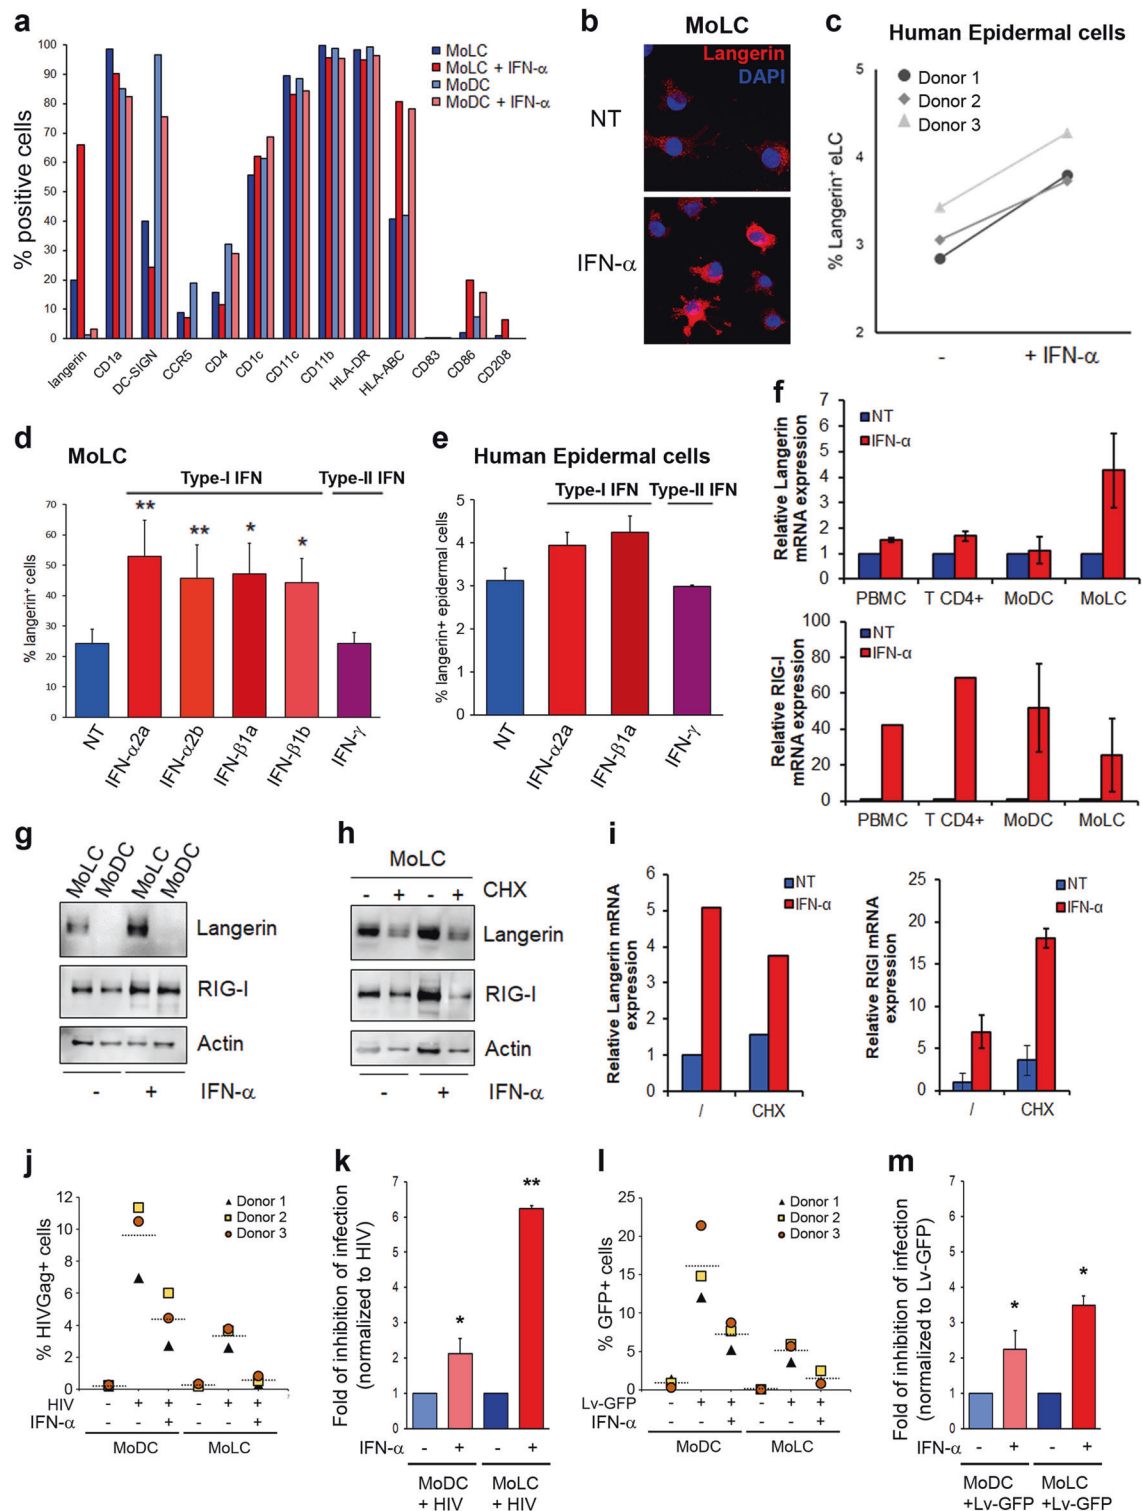 a
100
90
80
70
60
50
40
30
20
10
0
% positive cells
MoLC
MoLC + IFN-α
MoDC
MoDC + IFN-α
langerin
CD1a
DC-SIGN
CCR5
CD4
CD1c
CD11c
CD11b
HLA-DR
HLA-ABC
CD83
CD86
CD208
b
MoLC
Langerin
DAPI
NT
IFN-α
c
Human Epidermal cells
5
4
3
2
% Langerin⁺ eLC
Donor 1
Donor 2
Donor 3
-
+ IFN-α
d
MoLC
Type-I IFN
Type-II IFN
70
60
50
40
30
20
10
0
% langerin⁺ cells
**
**
*
*
NT
IFN-α2a
IFN-α2b
IFN-β1a
IFN-β1b
IFN-γ
e
Human Epidermal cells
Type-I IFN
Type-II IFN
5
4
3
2
1
0
% langerin+ epidermal cells
NT
IFN-α2a
IFN-β1a
IFN-γ
f
7
6
5
4
3
2
1
0
Relative Langerin
mRNA expression
NT
IFN-α
PBMC
T CD4+
MoDC
MoLC
100
80
60
40
20
0
Relative RIG-I
mRNA expression
NT
IFN-α
PBMC
T CD4+
MoDC
MoLC
g
MoLC
MoDC
MoLC
MoDC
Langerin
RIG-I
Actin
- + IFN-α
h
MoLC
- + - + CHX
Langerin
RIG-I
Actin
- + IFN-α
i
6
5
4
3
2
1
0
Relative Langerin mRNA
expression
NT
IFN-α
/
CHX
25
20
15
10
5
0
Relative RIGI mRNA
expression
NT
IFN-α
/
CHX
j
12
10
8
6
4
2
0
% HIVGag+ cells
Donor 1
Donor 2
Donor 3
HIV - + + - + +
IFN-α + +
MoDC
MoLC
k
7
6
5
4
3
2
1
0
Fold of inhibition of infection
(normalized to HIV)
*
**
IFN-α - + - +
MoDC
+ HIV
MoLC
+ HIV
l
25
20
15
10
5
0
% GFP+ cells
Donor 1
Donor 2
Donor 3
Lv-GFP - + + - + +
IFN-α + +
MoDC
MoLC
m
7
6
5
4
3
2
1
0
Fold of inhibition of infection
(normalized to Lv-GFP)
*
*
IFN-α - + - +
MoDC
+Lv-GFP
MoLC
+Lv-GFP